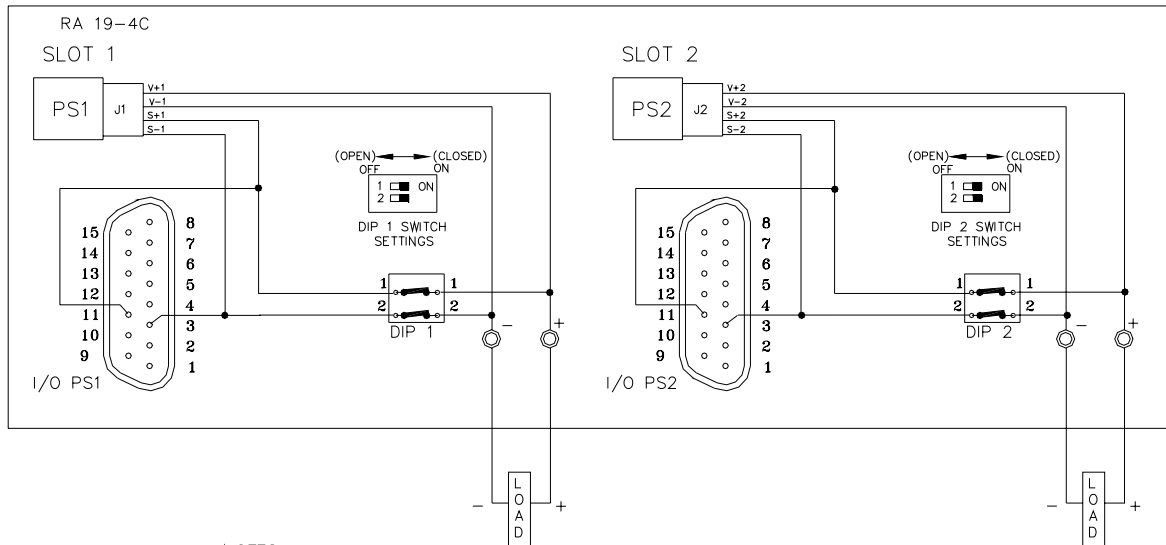 RA 19-4C
SLOT 1
PS1
J1
V+1
V-1
S+1
S-1
(OPEN) (CLOSED)
OFF ON
1 ON
2
DIP 1 SWITCH
SETTINGS
15
14
13
12
11
10
9
8
7
6
5
4
3
2
1
I/O PS1
1 1
2 2
DIP 1
- +
LOAD
- +
SLOT 2
PS2
J2
V+2
V-2
S+2
S-2
(OPEN) (CLOSED)
OFF ON
1 ON
2
DIP 2 SWITCH
SETTINGS
15
14
13
12
11
10
9
8
7
6
5
4
3
2
1
I/O PS2
1 1
2 2
DIP 2
- +
LOAD
- +